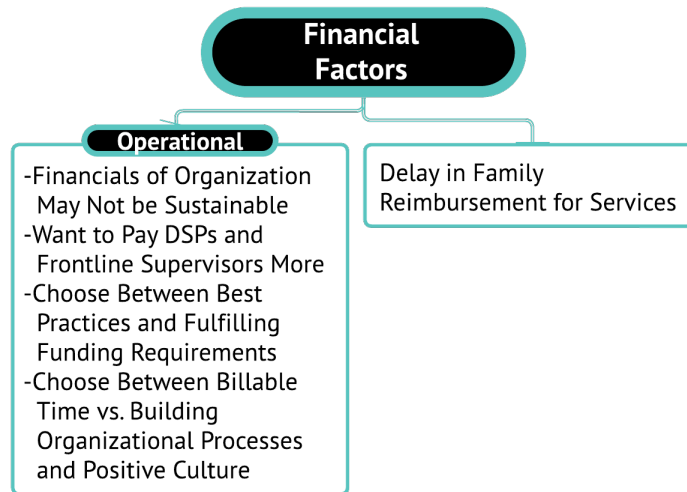 Financial
Factors
Operational
-Financials of Organization
May Not be Sustainable
-Want to Pay DSPs and
Frontline Supervisors More
-Choose Between Best
Practices and Fulfilling
Funding Requirements
-Choose Between Billable
Time vs. Building
Organizational Processes
and Positive Culture
Delay in Family
Reimbursement for Services